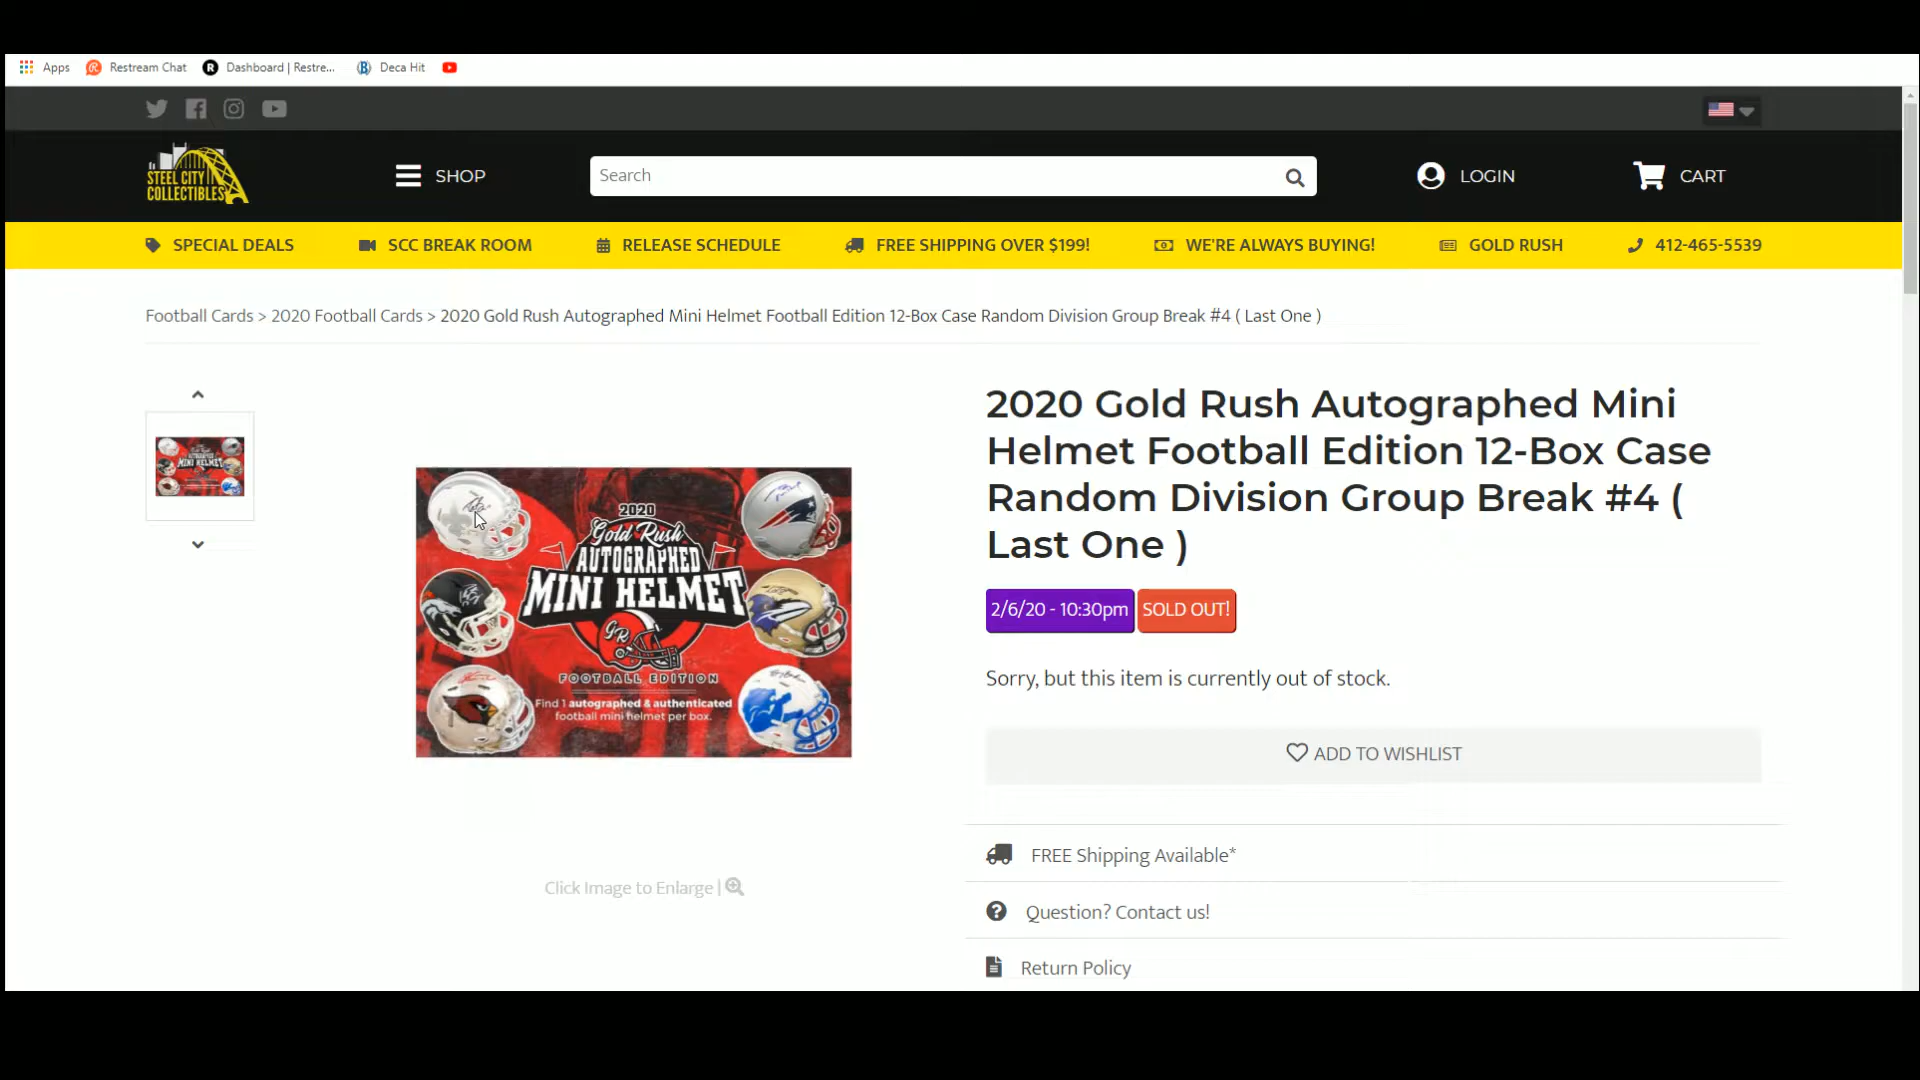 Apps
Restream Chat
Dashboard | Restre...
Deca Hit
STEEL CITY
COLLECTIBLES
SHOP
Search
LOGIN
CART
SPECIAL DEALS
SCC BREAK ROOM
RELEASE SCHEDULE
FREE SHIPPING OVER $199!
WE'RE ALWAYS BUYING!
GOLD RUSH
412-465-5539
Football Cards > 2020 Football Cards > 2020 Gold Rush Autographed Mini Helmet Football Edition 12-Box Case Random Division Group Break #4 ( Last One )
2020
Gold Rush
AUTOGRAPHED
MINI HELMET
GR
FOOTBALL EDITION
Find 1 autographed & authenticated
football mini helmet per box.
Click Image to Enlarge |
2020 Gold Rush Autographed Mini
Helmet Football Edition 12-Box Case
Random Division Group Break #4 (
Last One )
2/6/20 - 10:30pm
SOLD OUT!
Sorry, but this item is currently out of stock.
ADD TO WISHLIST
FREE Shipping Available*
Question? Contact us!
Return Policy